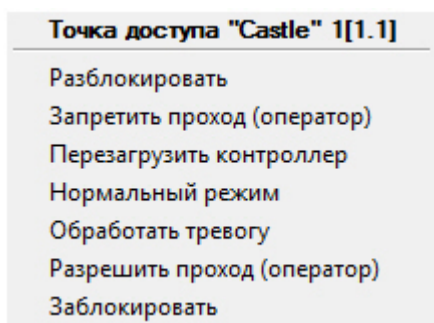 Точка доступа "Castle" 1[1.1]
Разблокировать
Запретить проход (оператор)
Перезагрузить контроллер
Нормальный режим
Обработать тревогу
Разрешить проход (оператор)
Заблокировать